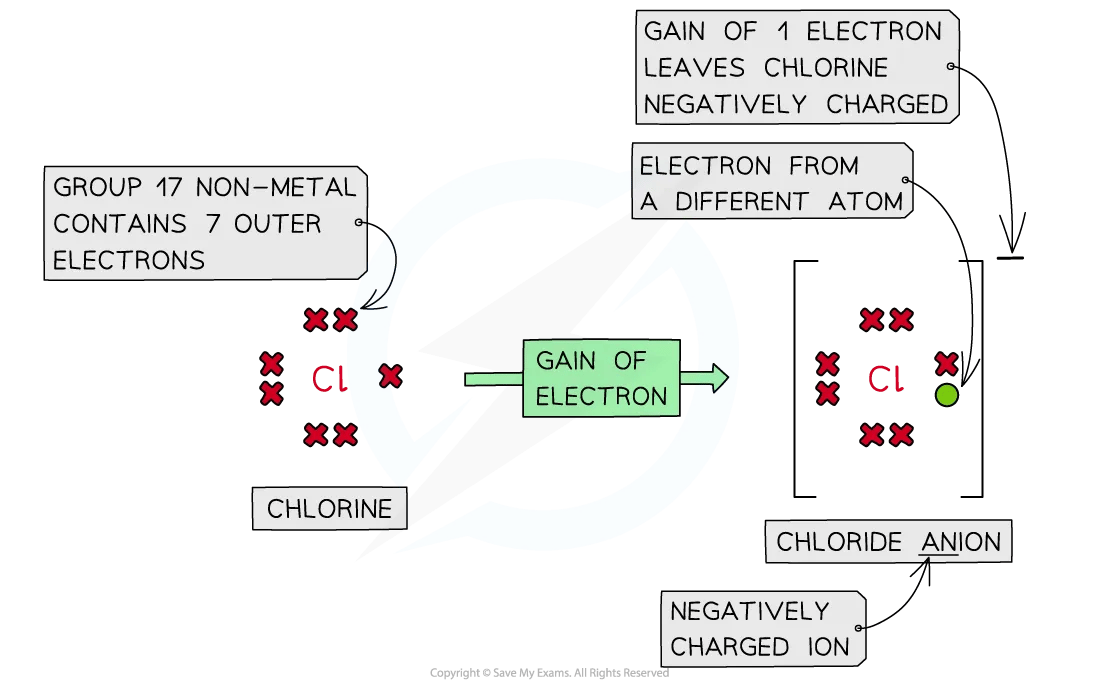 GAIN OF 1 ELECTRON
LEAVES CHLORINE
NEGATIVELY CHARGED
ELECTRON FROM
A DIFFERENT ATOM
GROUP 17 NON-METAL
CONTAINS 7 OUTER
ELECTRONS
Cl
GAIN OF
ELECTRON
Cl
CHLORINE
CHLORIDE ANION
NEGATIVELY
CHARGED ION
Copyright © Save My Exams. All Rights Reserved